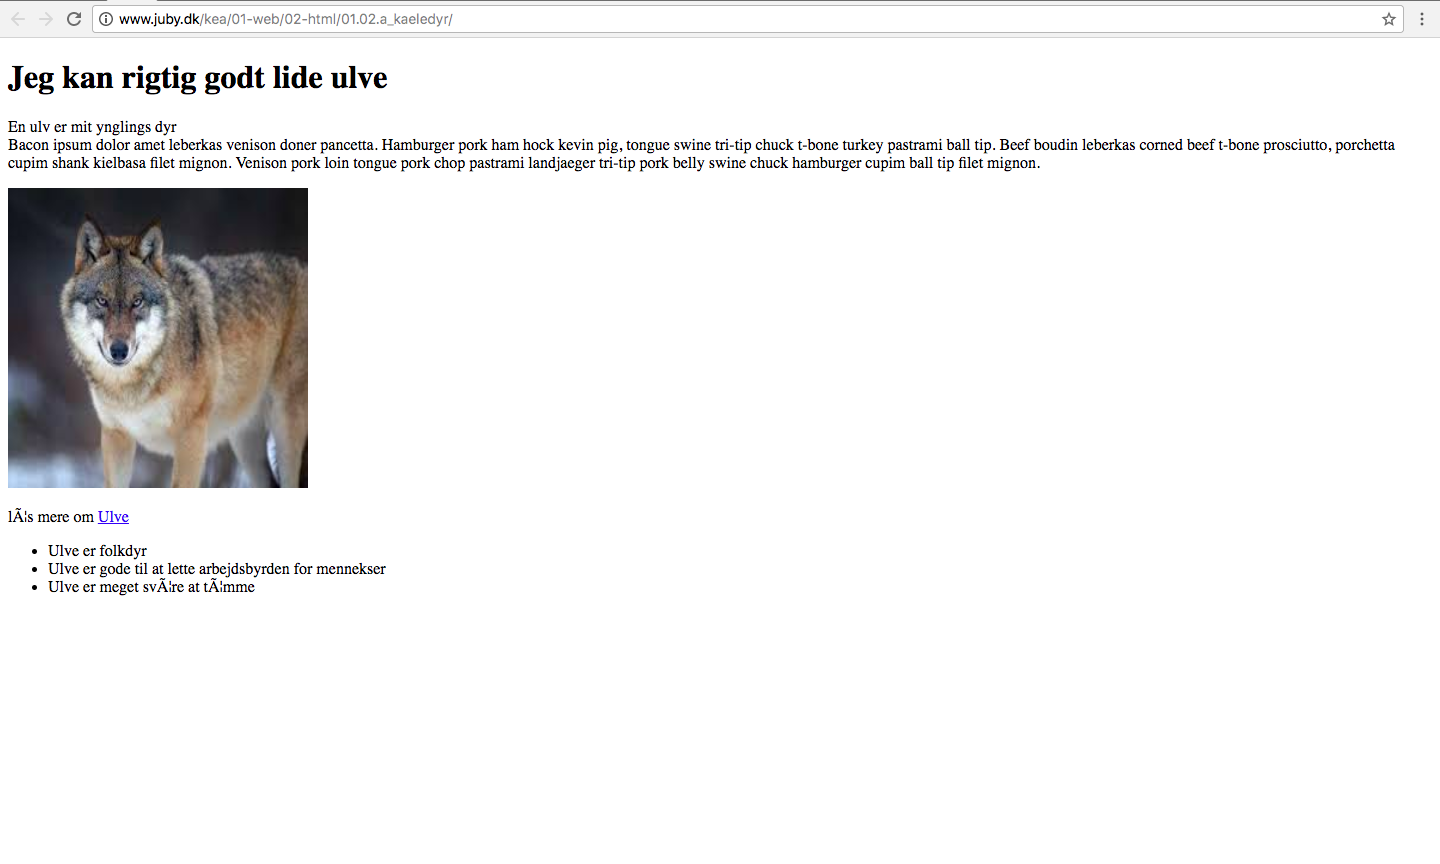 www.juby.dk/kea/01-web/02-html/01.02.a_kaeledyr/
Jeg kan rigtig godt lide ulve
En ulv er mit ynglings dyr
Bacon ipsum dolor amet leberkas venison doner pancetta. Hamburger pork ham hock kevin pig, tongue swine tri-tip chuck t-bone turkey pastrami ball tip. Beef boudin leberkas corned beef t-bone prosciutto, porchetta
cupim shank kielbasa filet mignon. Venison pork loin tongue pork chop pastrami landjaeger tri-tip pork belly swine chuck hamburger cupim ball tip filet mignon.
lÃ¦s mere om Ulve
• Ulve er folkdyr
• Ulve er gode til at lette arbejdsbyrden for mennekser
• Ulve er meget svÃ¦re at tÃ¦mme